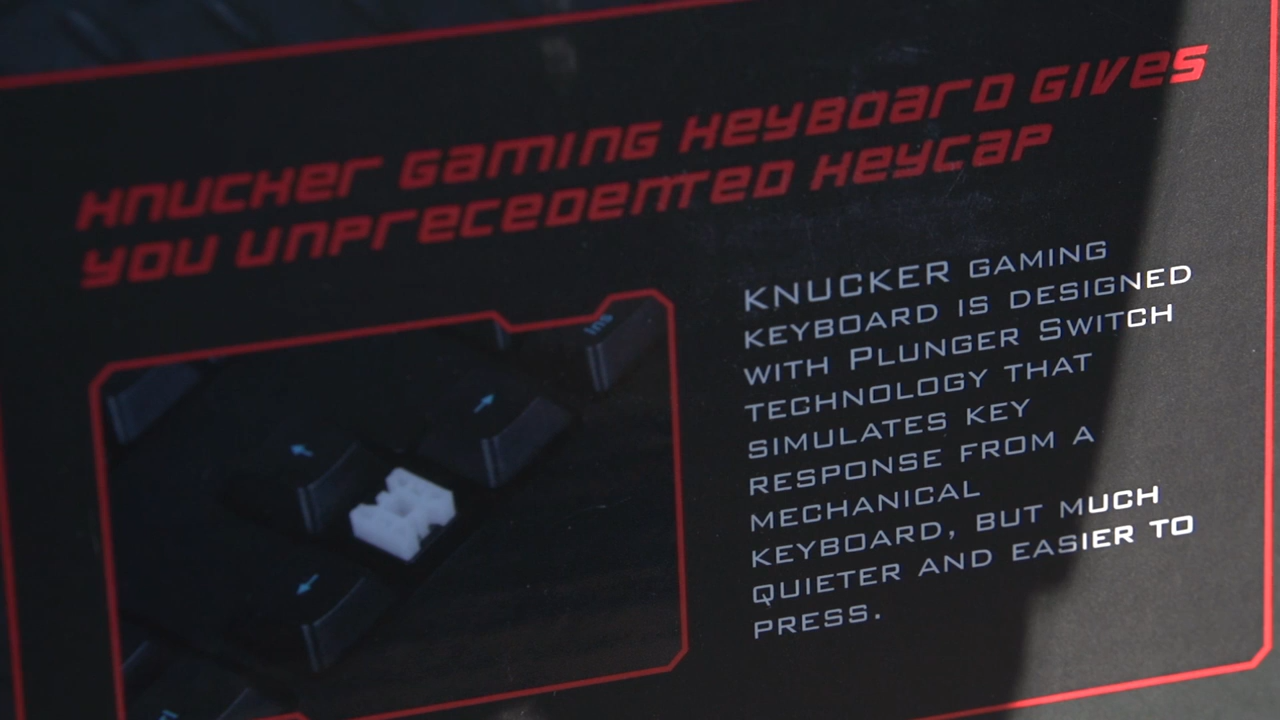 KNUCKER GAMING KEYBOARD GIVES
YOU UNPRECEDENTED KEYCAP
KNUCKER GAMING
KEYBOARD IS DESIGNED
WITH PLUNGER SWITCH
TECHNOLOGY THAT
SIMULATES KEY
RESPONSE FROM A
MECHANICAL
KEYBOARD, BUT MUCH
QUIETER AND EASIER TO
PRESS.
Ins